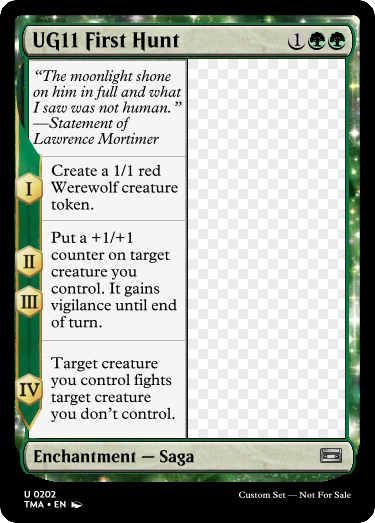 UG11 First Hunt 1
“The moonlight shone
on him in full and what
I saw was not human.”
—Statement of
Lawrence Mortimer
I
Create a 1/1 red
Werewolf creature
token.
II
III
Put a +1/+1
counter on target
creature you
control. It gains
vigilance until end
of turn.
IV
Target creature
you control fights
target creature
you don’t control.
Enchantment — Saga
U 0202
TMA • EN
Custom Set — Not For Sale